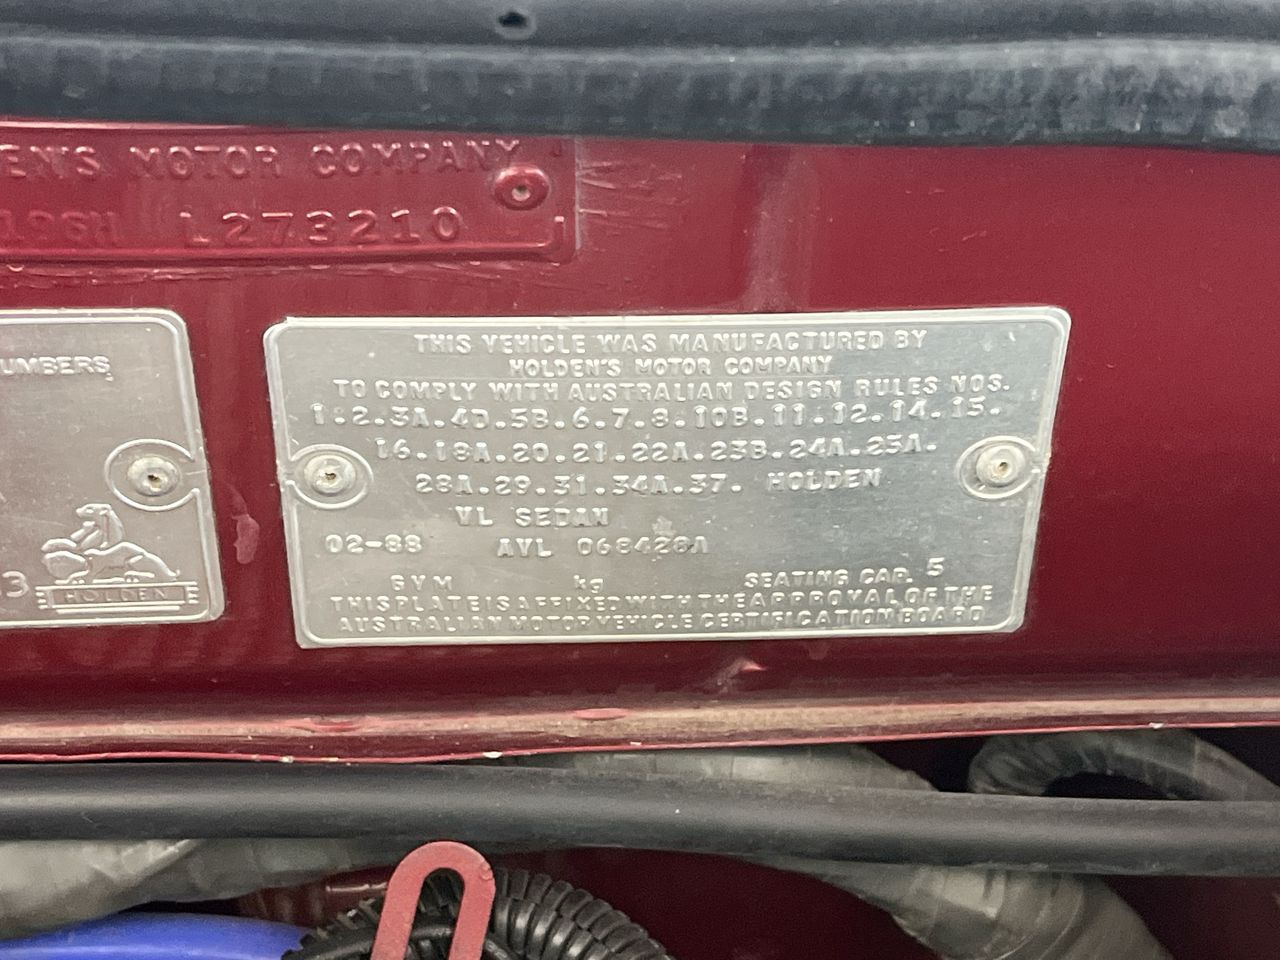 EN'S MOTOR COMPANY
L273210
UMBERS
3
HOLDEN
THIS VEHICLE WAS MANUFACTURED BY
HOLDEN'S MOTOR COMPANY
TO COMPLY WITH AUSTRALIAN DESIGN RULES NOS.
1.2.3A.4D.5B.6.7.8.10B.11.12.14.15.
16.18A.20.21.22A.23B.24A.25A.
28A.29.31.34A.37. HOLDEN
VL SEDAN
02-88 AVL 068428A
GVM kg SEATING CAP. 5
THIS PLATE IS AFFIXED WITH THE APPROVAL OF THE
AUSTRALIAN MOTOR VEHICLE CERTIFICATION BOARD